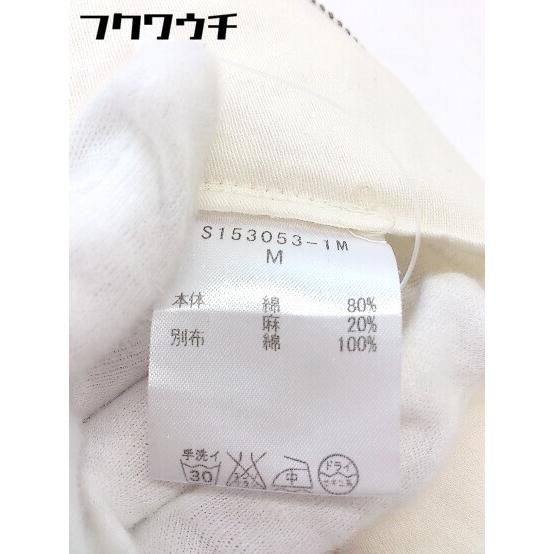 フクワウチ
S153053-1M
M
本体 綿 80%
麻 20%
別布 綿 100%
手洗イ
30
中
ドライ